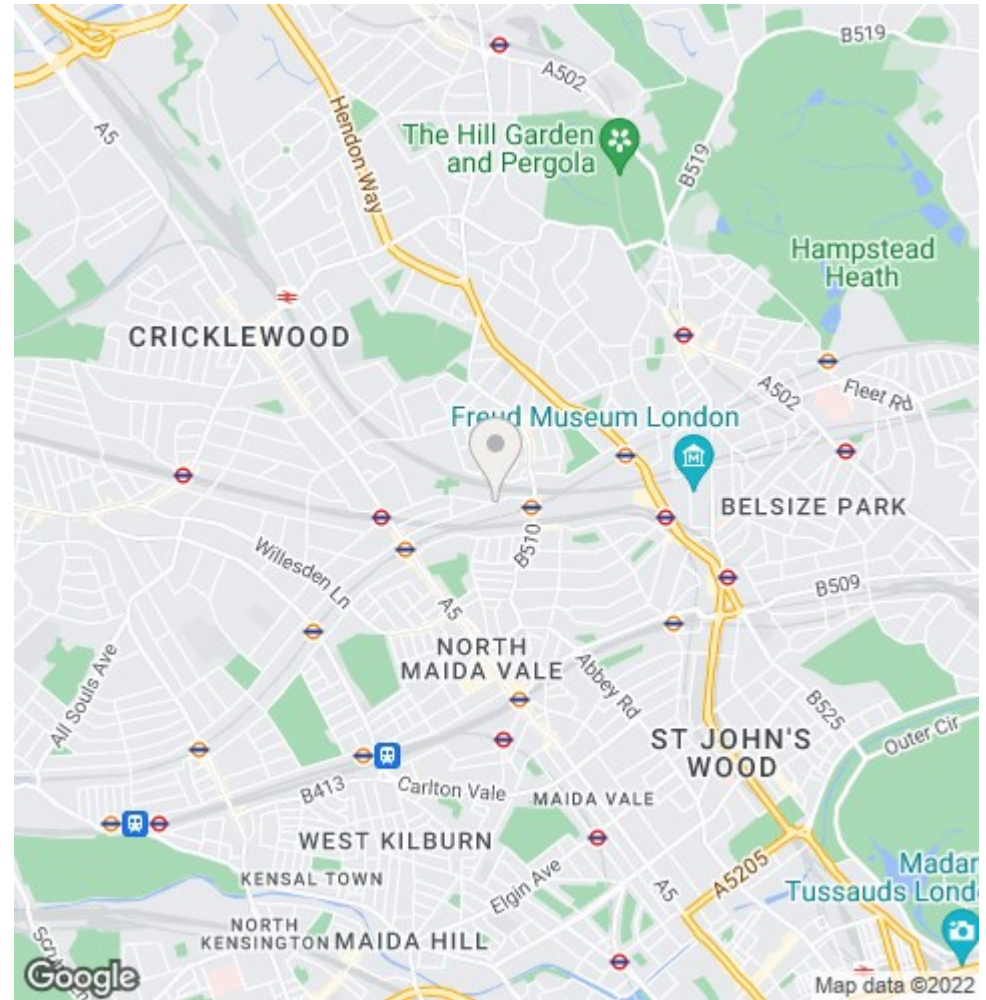 B519
A502
A5
Hendon Way
The Hill Garden
and Pergola
B519
Hampstead
Heath
CRICKLEWOOD
A502
Fleet Rd
Freud Museum London
BELSIZE PARK
B510
Willesden Ln
B509
A5
NORTH
MAIDA VALE
Abbey Rd
All Souls Ave
B525
Outer Cir
ST JOHN'S
WOOD
B413
Carlton Vale
MAIDA VALE
WEST KILBURN
A5205
KENSAL TOWN
Elgin Ave
A5
Madam
Tussauds Londo
NORTH
KENSINGTON
MAIDA HILL
Google
Map data ©2022